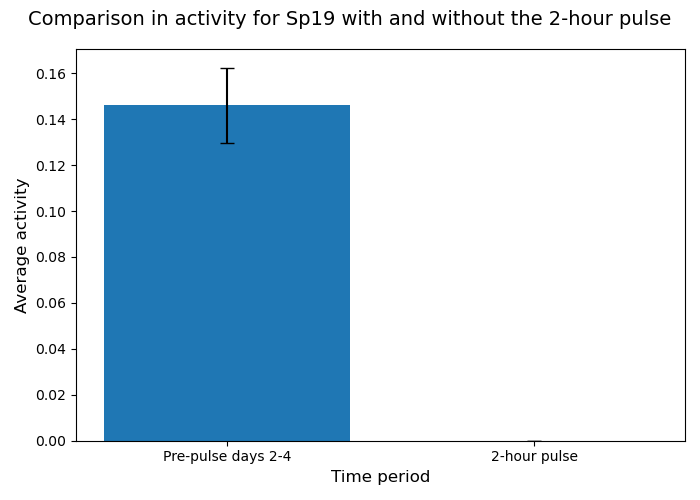 Comparison in activity for Sp19 with and without the 2-hour pulse
Average activity
0.16
0.14
0.12
0.10
0.08
0.06
0.04
0.02
0.00
Pre-pulse days 2-4
2-hour pulse
Time period